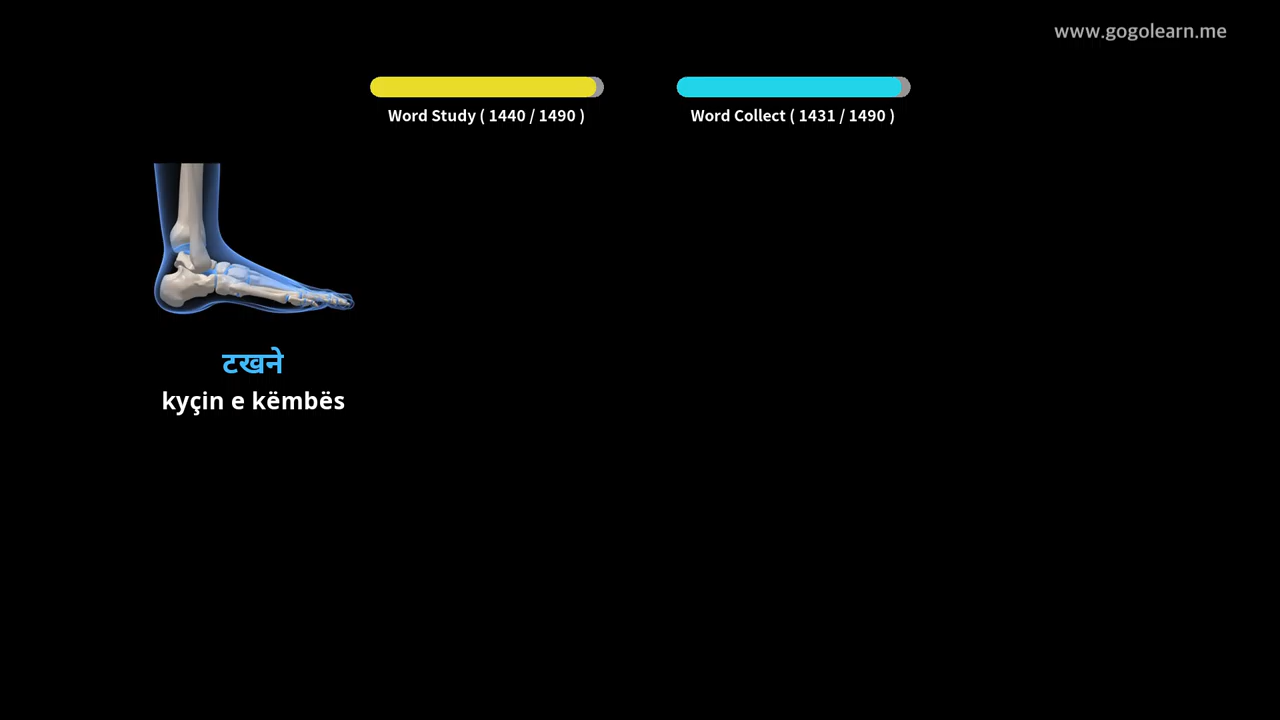 www.gogolearn.me
Word Study ( 1440 / 1490 )
Word Collect ( 1431 / 1490 )
टखने
kyçin e këmbës